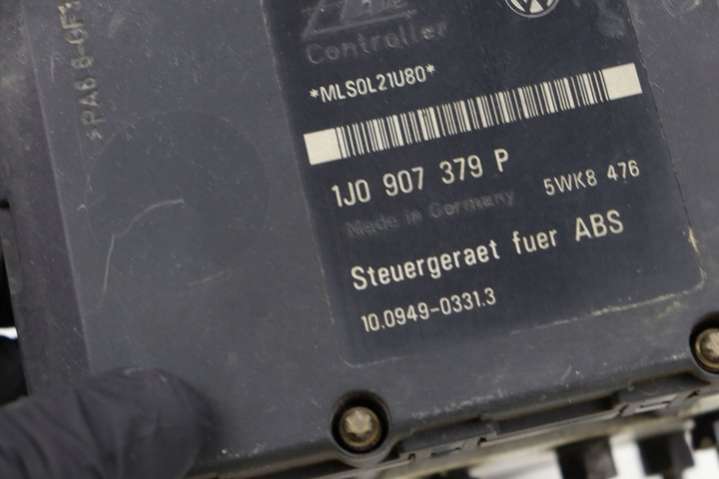 Controller
*MLS0L21U80*
1J0 907 379 P
Made in Germany
5WK8 476
Steuergeraet fuer ABS
10.0949-0331.3